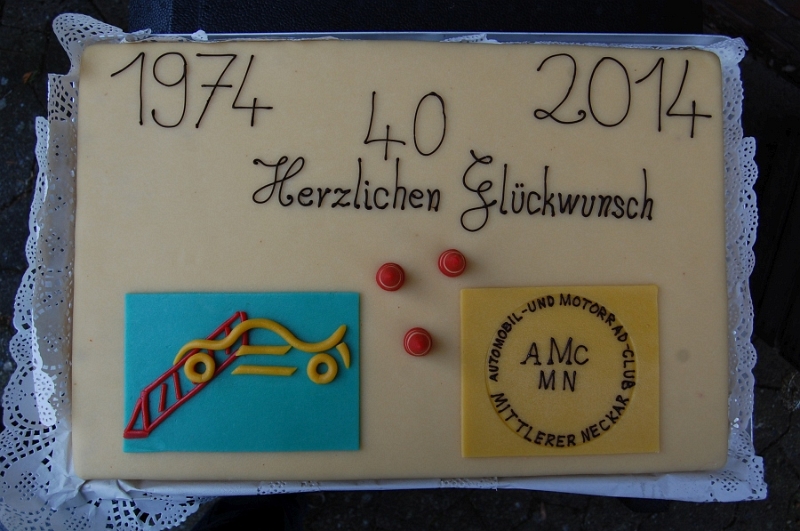 1974
2014
40
Herzlichen Glückwunsch
AUTOMOBIL-UND MOTORRAD-CLUB
AMC
MN
MITTLERER NECKAR